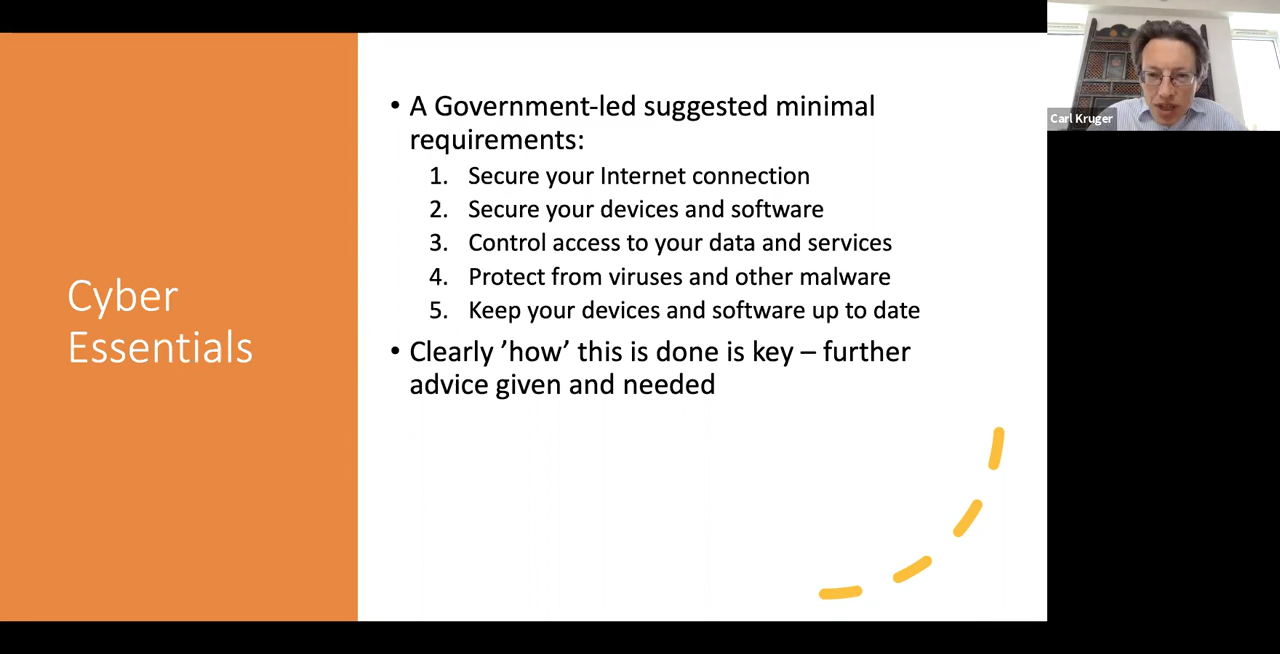 Cyber
Essentials
• A Government-led suggested minimal
requirements:
1. Secure your Internet connection
2. Secure your devices and software
3. Control access to your data and services
4. Protect from viruses and other malware
5. Keep your devices and software up to date
• Clearly ’how’ this is done is key – further
advice given and needed
Carl Kruger